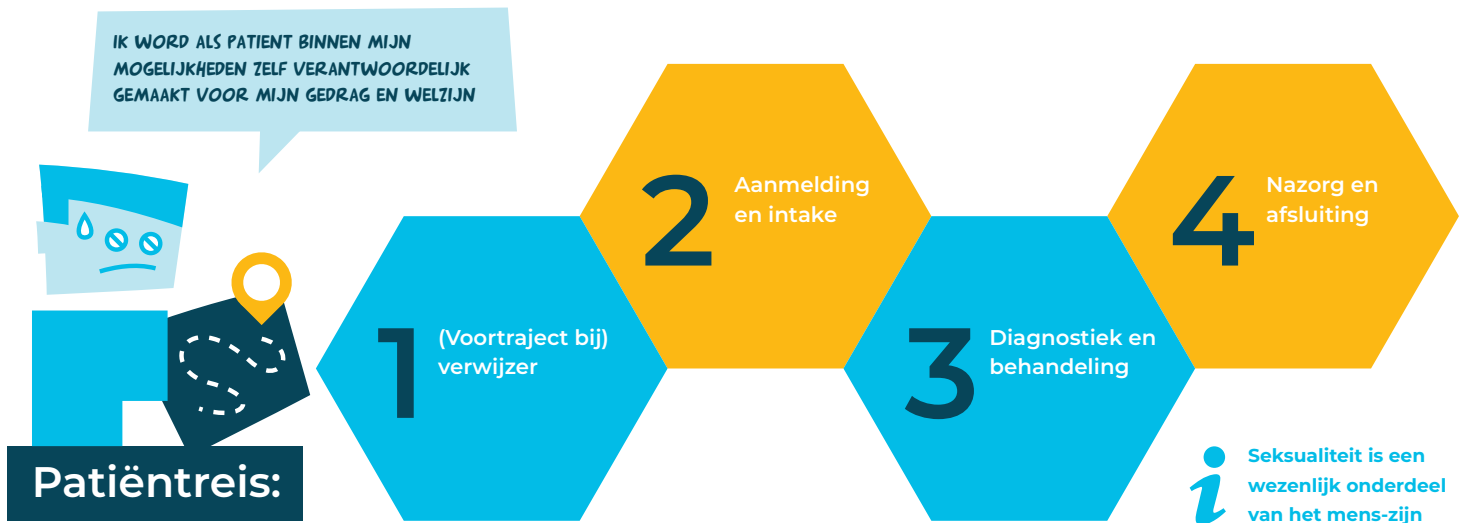 IK WORD ALS PATIENT BINNEN MIJN
MOGELIJKHEDEN ZELF VERANTWOORDELIJK
GEMAAKT VOOR MIJN GEDRAG EN WELZIJN
Patiëntreis:
1
(Voortraject bij)
verwijzer
2
Aanmelding
en intake
3
Diagnostiek en
behandeling
4
Nazorg en
afsluiting
i
Seksualiteit is een
wezenlijk onderdeel
van het mens-zijn